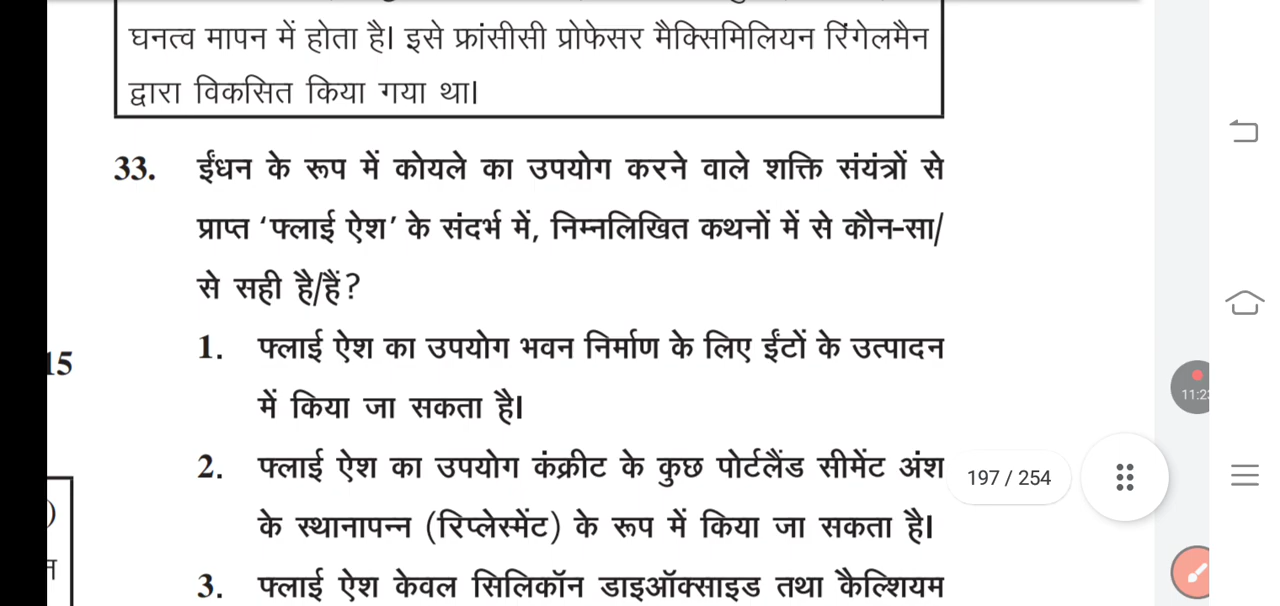 घनत्व मापन में होता है। इसे फ्रांसीसी प्रोफेसर मैक्सिमिलियन रिंगेलमैन
द्वारा विकसित किया गया था।
33. ईंधन के रूप में कोयले का उपयोग करने वाले शक्ति संयंत्रों से
प्राप्त ‘फ्लाई ऐश’ के संदर्भ में, निम्नलिखित कथनों में से कौन-सा/
से सही है/हैं?
1. फ्लाई ऐश का उपयोग भवन निर्माण के लिए ईंटों के उत्पादन
15
में किया जा सकता है।
2. फ्लाई ऐश का उपयोग कंक्रीट के कुछ पोर्टलैंड सीमेंट अंश
197 / 254
के स्थानापन्न (रिप्लेस्मेंट) के रूप में किया जा सकता है।
3. फ्लाई ऐश केवल सिलिकॉन डाइऑक्साइड तथा कैल्शियम